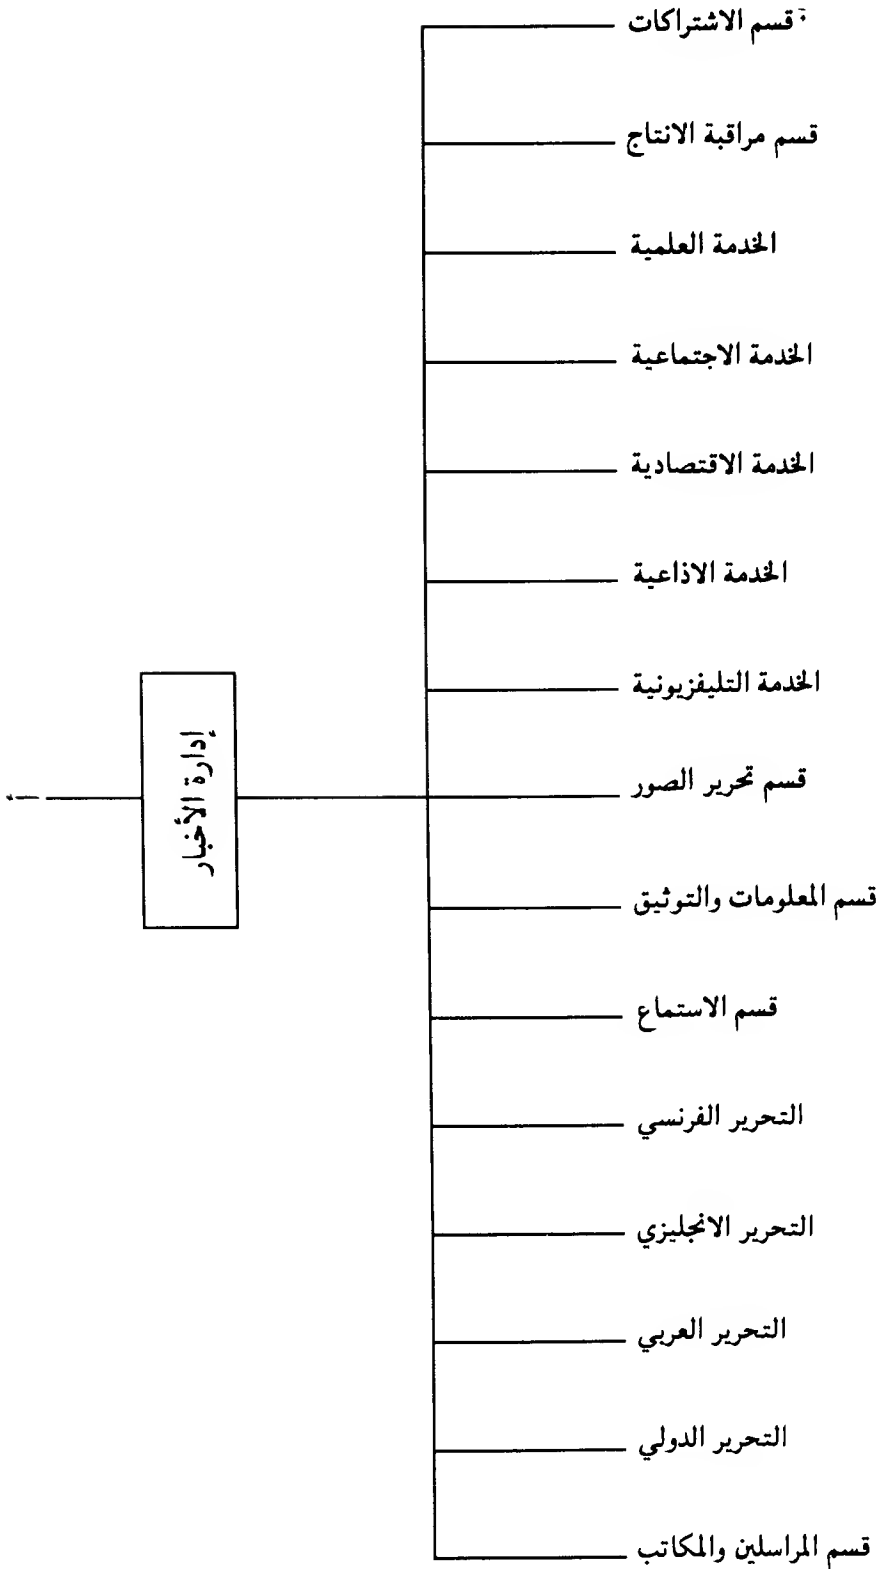 قسم الاشتراكات
قسم مراقبة الانتاج
الخدمة العلمية
الخدمة الاجتماعية
الخدمة الاقتصادية
الخدمة الاذاعية
الخدمة التليفزيونية
قسم تحرير الصور
قسم المعلومات والتوثيق
قسم الاستماع
التحرير الفرنسي
التحرير الانجليزي
التحرير العربي
التحرير الدولي
قسم المراسلين والمكاتب
إدارة الأخبار